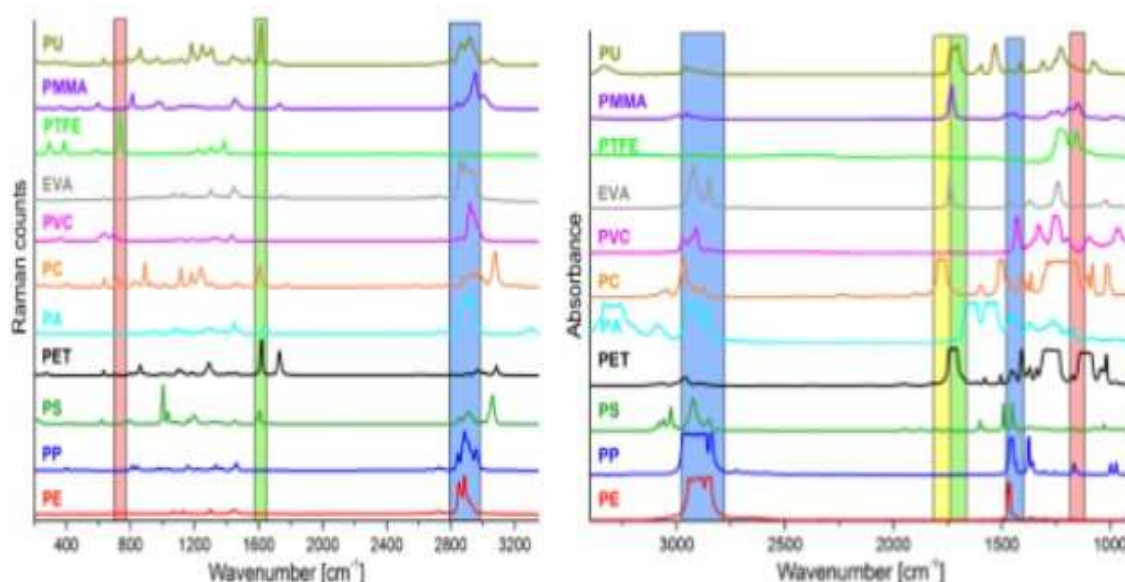 PU
PMMA
PTFE
EVA
PVC
PC
PA
PET
PS
PP
PE
Raman counts
400 800 1200 1600 2000 2400 2800 3200
Wavenumber [cm⁻¹]
PU
PMMA
PTFE
EVA
PVC
PC
PA
PET
PS
PP
PE
Absorbance
3000 2500 2000 1500 1000
Wavenumber [cm⁻¹]